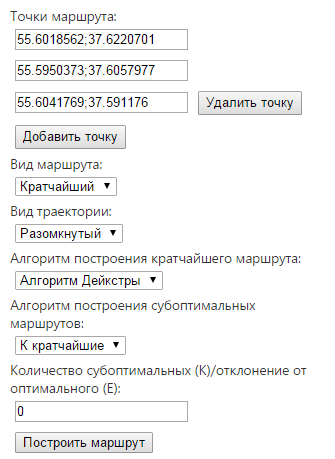 Точки маршрута:
55.6018562;37.6220701
55.5950373;37.6057977
55.6041769;37.591176 Удалить точку
Добавить точку
Вид маршрута:
Кратчайший
Вид траектории:
Разомкнутый
Алгоритм построения кратчайшего маршрута:
Алгоритм Дейкстры
Алгоритм построения субоптимальных
маршрутов:
К кратчайшие
Количество субоптимальных (К)/отклонение от
оптимального (Е):
0
Построить маршрут